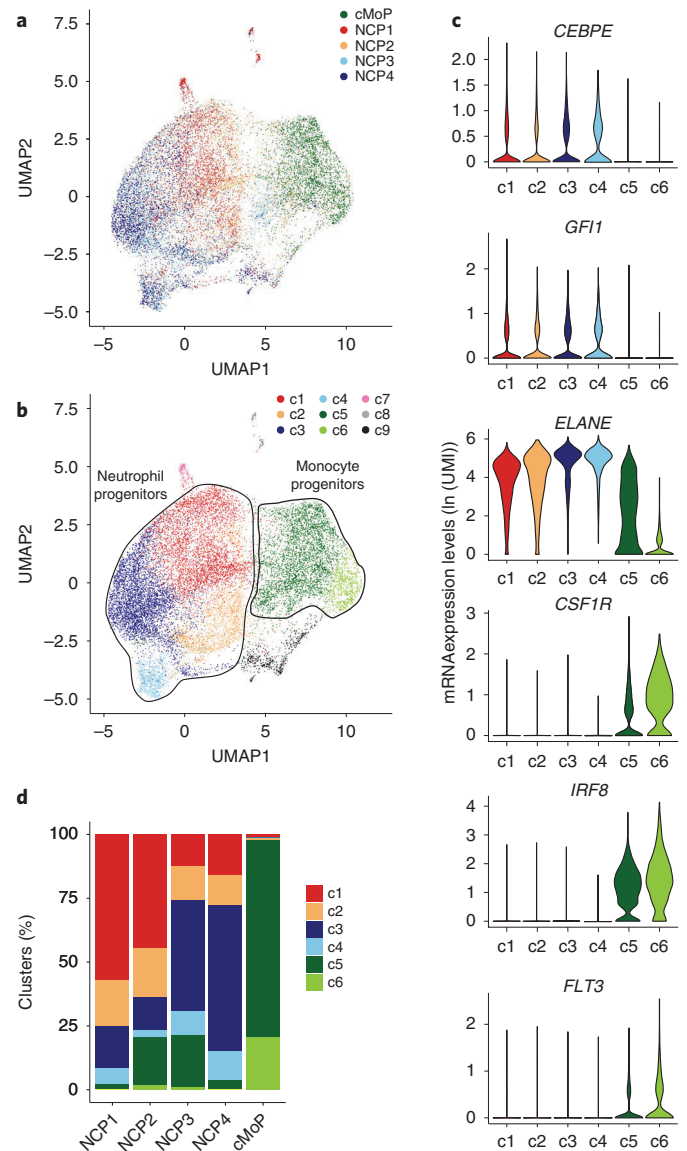 a
cMoP
NCP1
NCP2
NCP3
NCP4
7.5
5.0
2.5
0
–2.5
–5.0
UMAP2
–5 0 5 10
UMAP1
b
c1 c4 c7
c2 c5 c8
c3 c6 c9
Neutrophil
progenitors
Monocyte
progenitors
7.5
5.0
2.5
0
–2.5
–5.0
UMAP2
–5 0 5 10
UMAP1
d
100
75
50
25
0
Clusters (%)
NCP1 NCP2 NCP3 NCP4 cMoP
c1
c2
c3
c4
c5
c6
c
mRNAexpression levels (ln (UMI))
CEBPE
2.0
1.5
1.0
0.5
0
c1 c2 c3 c4 c5 c6
GFI1
2
1
0
c1 c2 c3 c4 c5 c6
ELANE
6
4
2
0
c1 c2 c3 c4 c5 c6
CSF1R
3
2
1
0
c1 c2 c3 c4 c5 c6
IRF8
4
3
2
1
0
c1 c2 c3 c4 c5 c6
FLT3
2
1
0
c1 c2 c3 c4 c5 c6